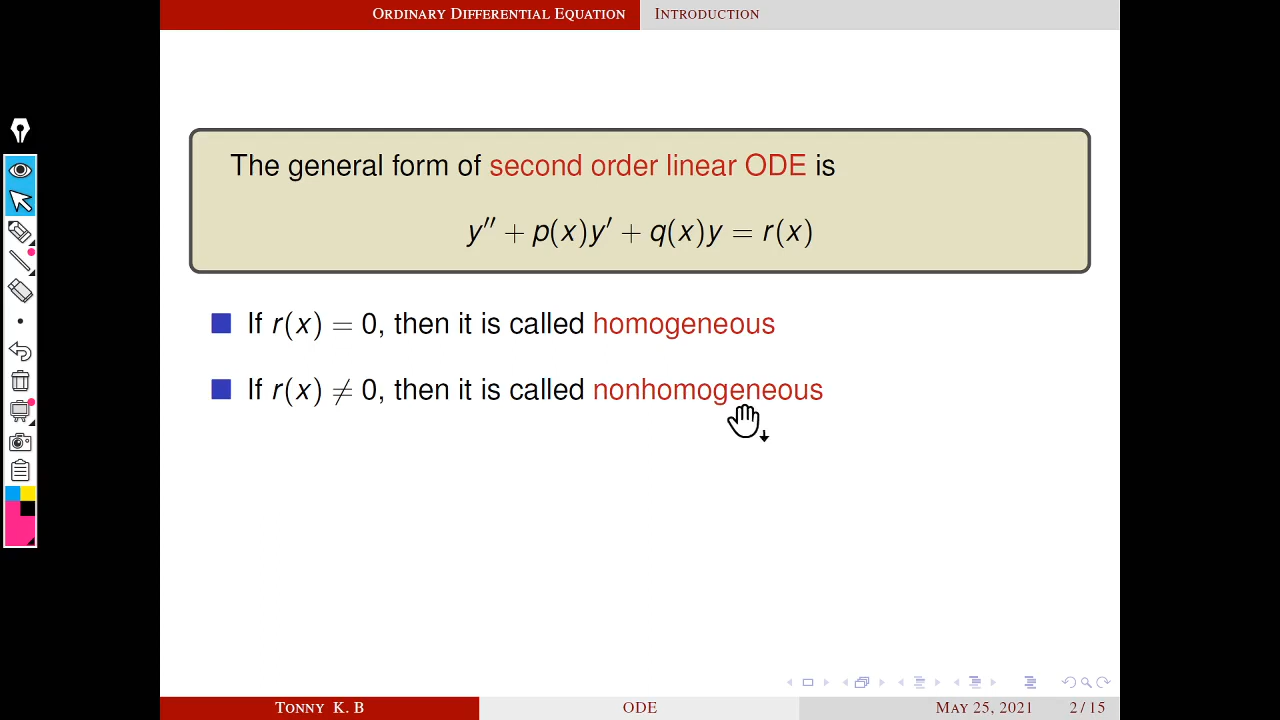 ORDINARY DIFFERENTIAL EQUATION INTRODUCTION
The general form of second order linear ODE is
y′′ + p(x)y′ + q(x)y = r(x)
If r(x) = 0, then it is called homogeneous
If r(x) ≠ 0, then it is called nonhomogeneous
TONNY K. B ODE MAY 25, 2021 2 / 15